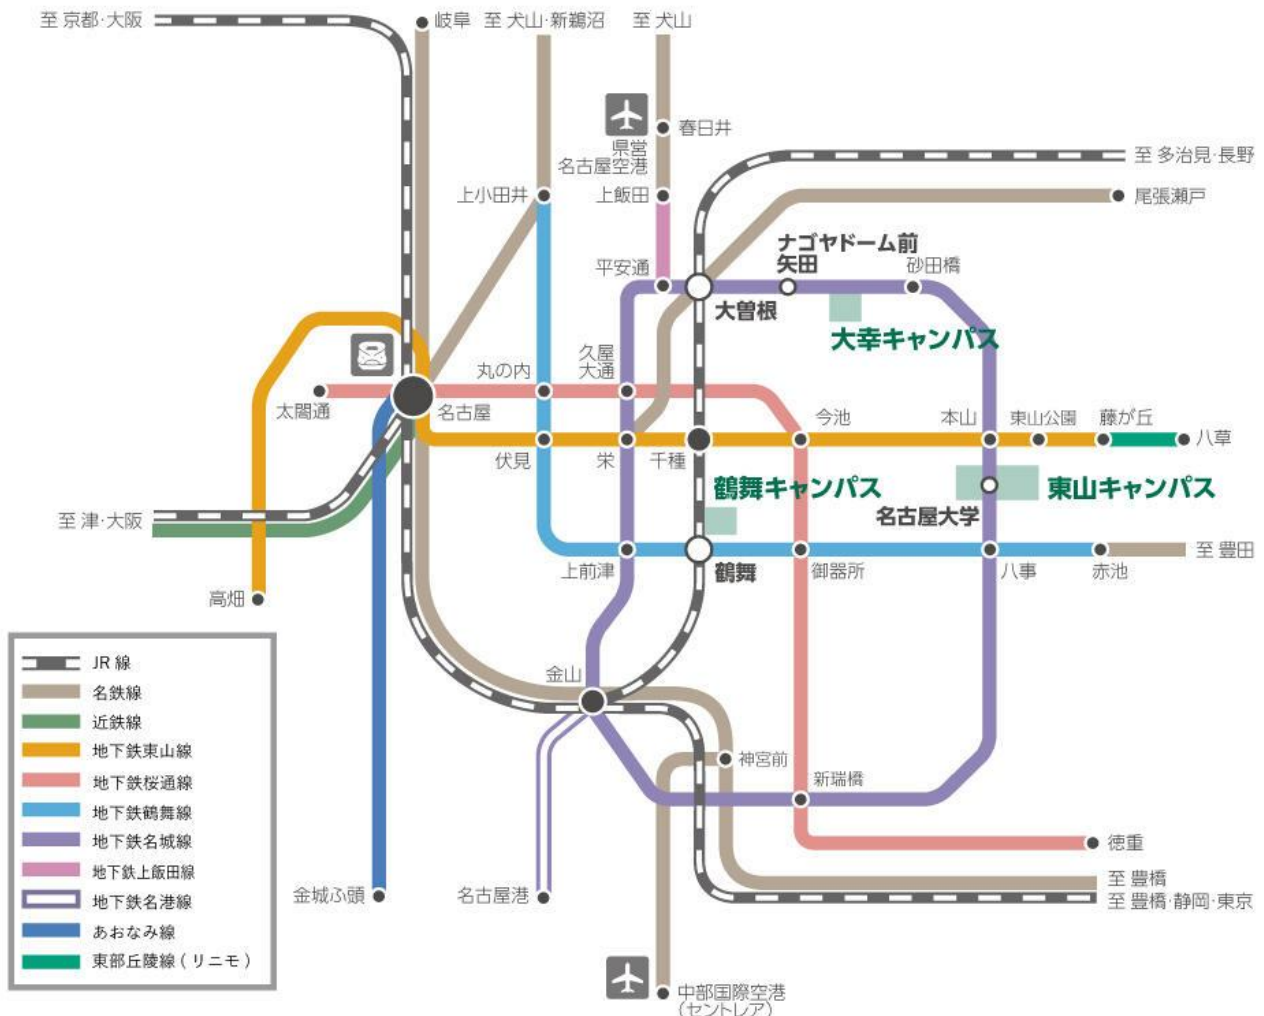 至 京都・大阪
岐阜
至 犬山・新鵜沼
至 犬山
春日井
県営
名古屋空港
至 多治見・長野
上小田井
上飯田
尾張瀬戸
ナゴヤドーム前
矢田
平安通
砂田橋
大曽根
大幸キャンパス
久屋
大通
丸の内
太閤通
名古屋
今池
本山
東山公園
藤が丘
八草
伏見
栄
千種
鶴舞キャンパス
東山キャンパス
至 津・大阪
名古屋大学
上前津
鶴舞
御器所
八事
赤池
至 豊田
高畑
JR 線
名鉄線
近鉄線
地下鉄東山線
地下鉄桜通線
地下鉄鶴舞線
地下鉄名城線
地下鉄上飯田線
地下鉄名港線
あおなみ線
東部丘陵線 ( リニモ )
金山
神宮前
新瑞橋
徳重
金城ふ頭
名古屋港
至 豊橋
至 豊橋・静岡・東京
中部国際空港
(セントレア)